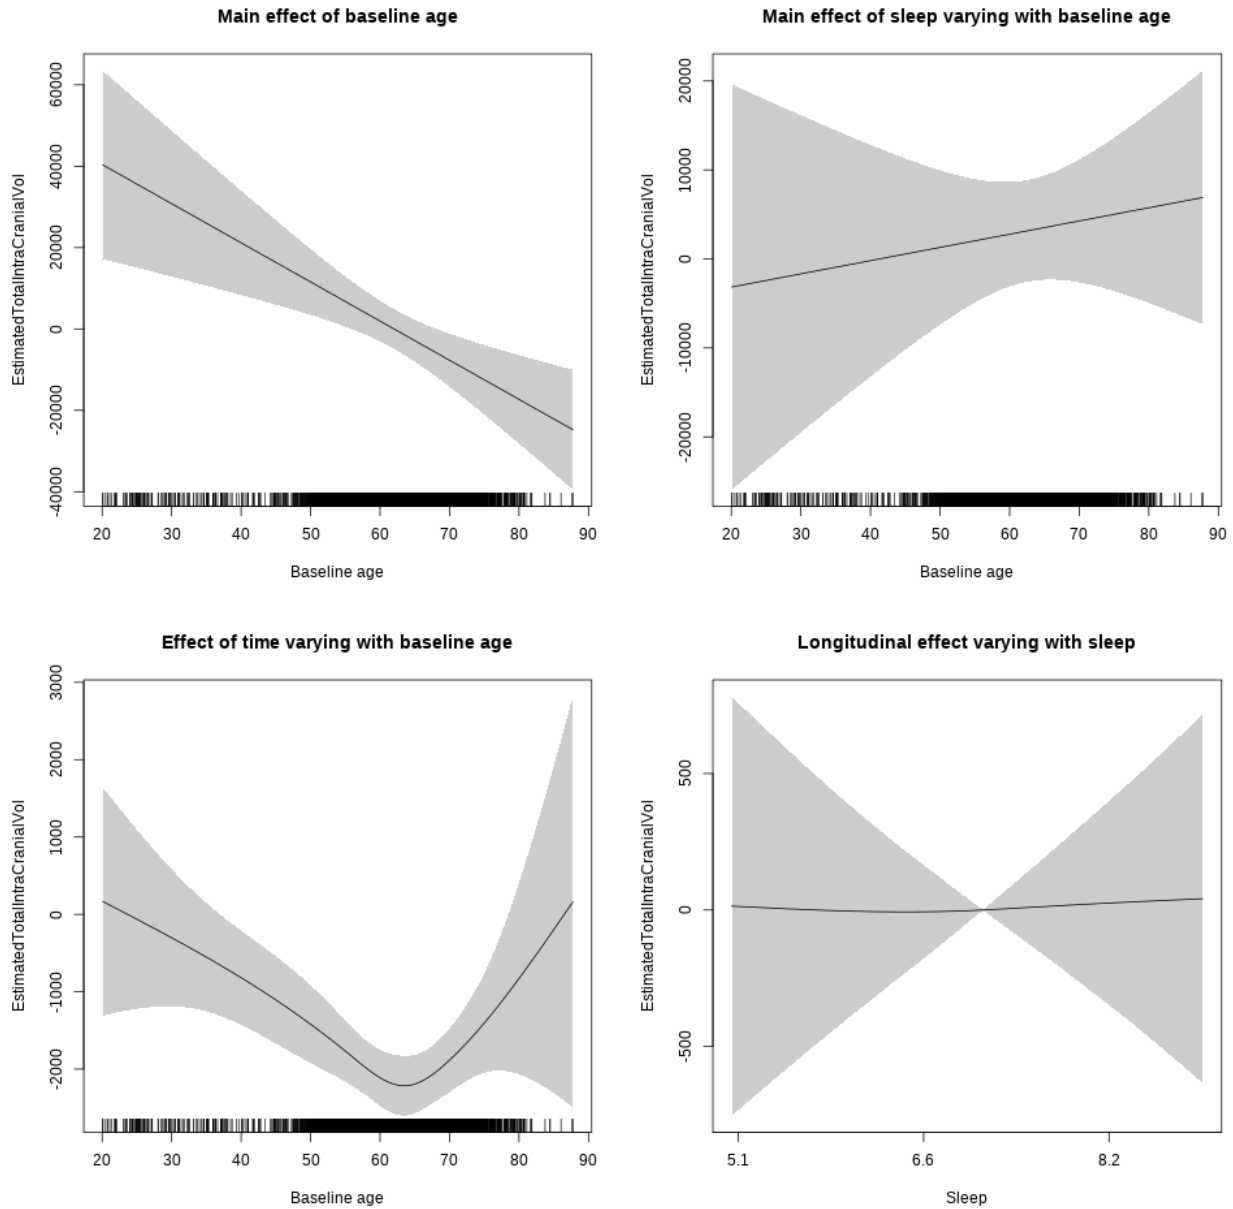 Main effect of baseline age
EstimatedTotalIntraCranialVol
60000
40000
20000
0
-20000
-40000
20 30 40 50 60 70 80 90
Baseline age
Main effect of sleep varying with baseline age
EstimatedTotalIntraCranialVol
20000
10000
0
-10000
-20000
20 30 40 50 60 70 80 90
Baseline age
Effect of time varying with baseline age
EstimatedTotalIntraCranialVol
3000
2000
1000
0
-1000
-2000
20 30 40 50 60 70 80 90
Baseline age
Longitudinal effect varying with sleep
EstimatedTotalIntraCranialVol
500
0
-500
5.1 6.6 8.2
Sleep